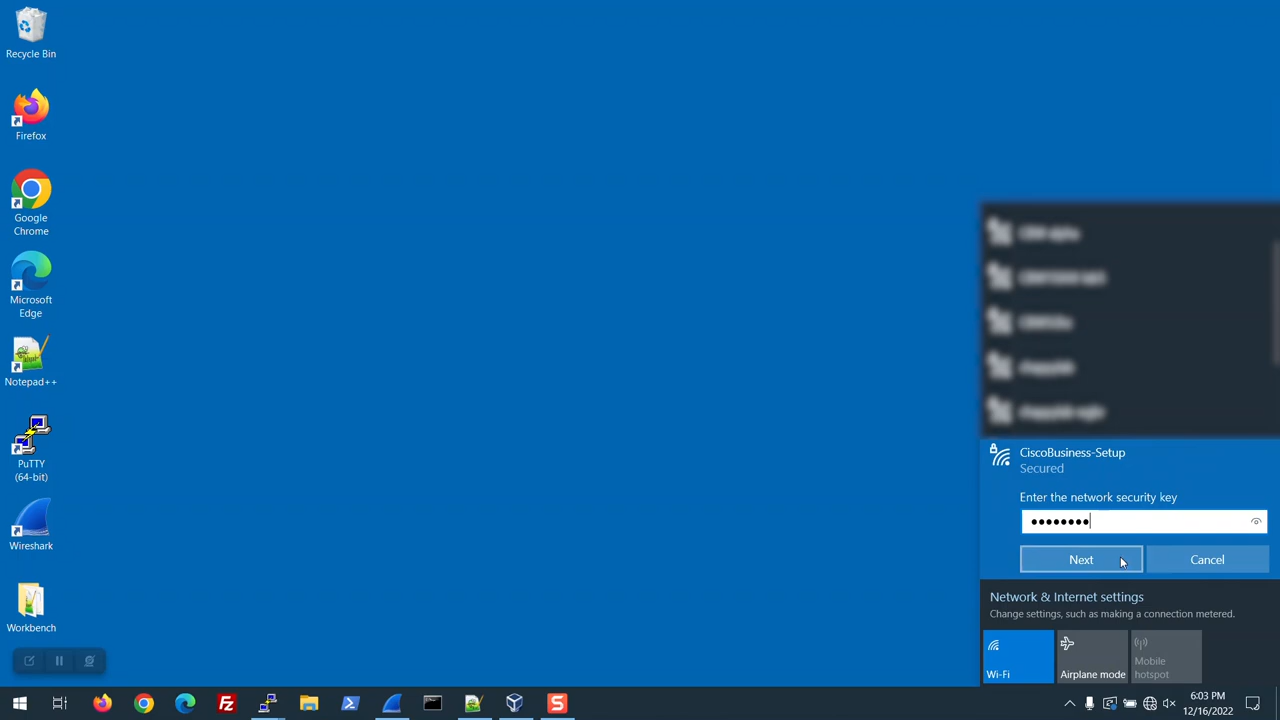 Recycle Bin
Firefox
Google
Chrome
Microsoft
Edge
Notepad++
PuTTY
(64-bit)
Wireshark
Workbench
CiscoBusiness-Setup
Secured
Enter the network security key
••••••••
Next
Cancel
Network & Internet settings
Change settings, such as making a connection metered.
Wi-Fi
Airplane mode
Mobile
hotspot
6:03 PM
12/16/2022